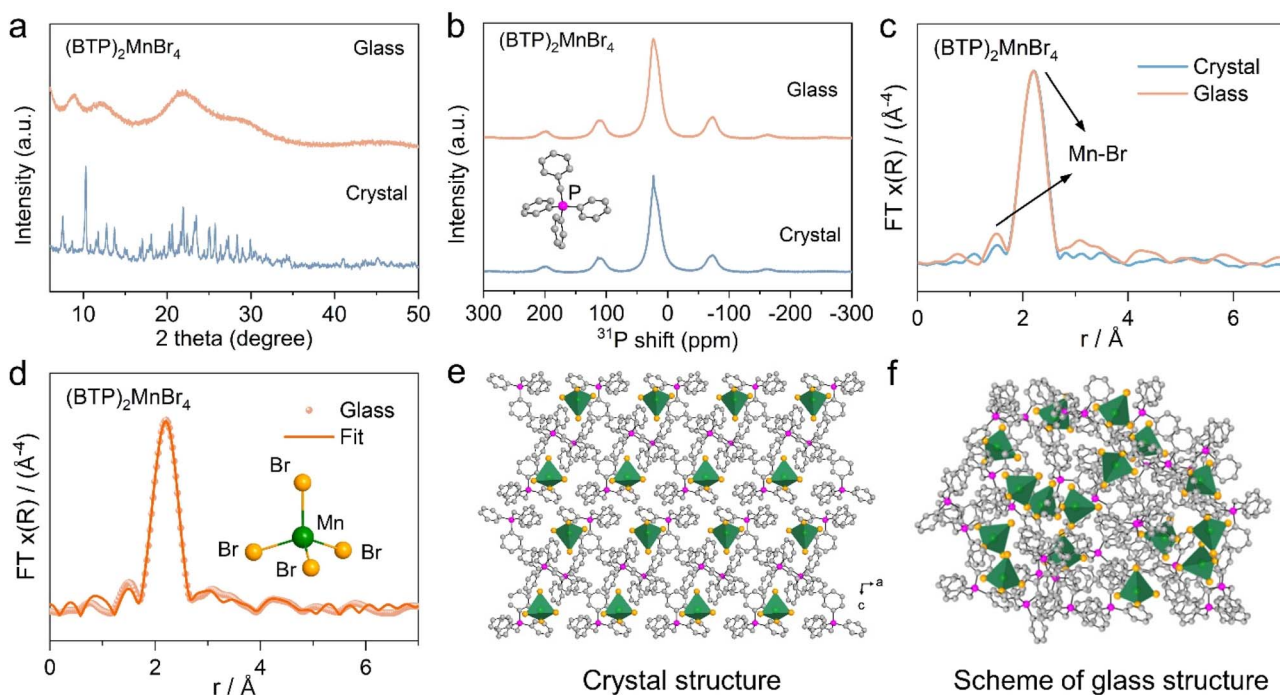 a
(BTP)₂MnBr₄
Glass
Crystal
Intensity (a.u.)
10 20 30 40 50
2 theta (degree)
b
(BTP)₂MnBr₄
Glass
P
Crystal
Intensity (a.u.)
300 200 100 0 -100 -200 -300
³¹P shift (ppm)
c
(BTP)₂MnBr₄
Crystal
Glass
Mn-Br
FT x(R) / (Å⁻⁴)
0 2 4 6
r / Å
d
(BTP)₂MnBr₄
Glass
Fit
Br
Mn
Br
Br
Br
FT x(R) / (Å⁻⁴)
0 2 4 6
r / Å
e
a
c
Crystal structure
f
Scheme of glass structure